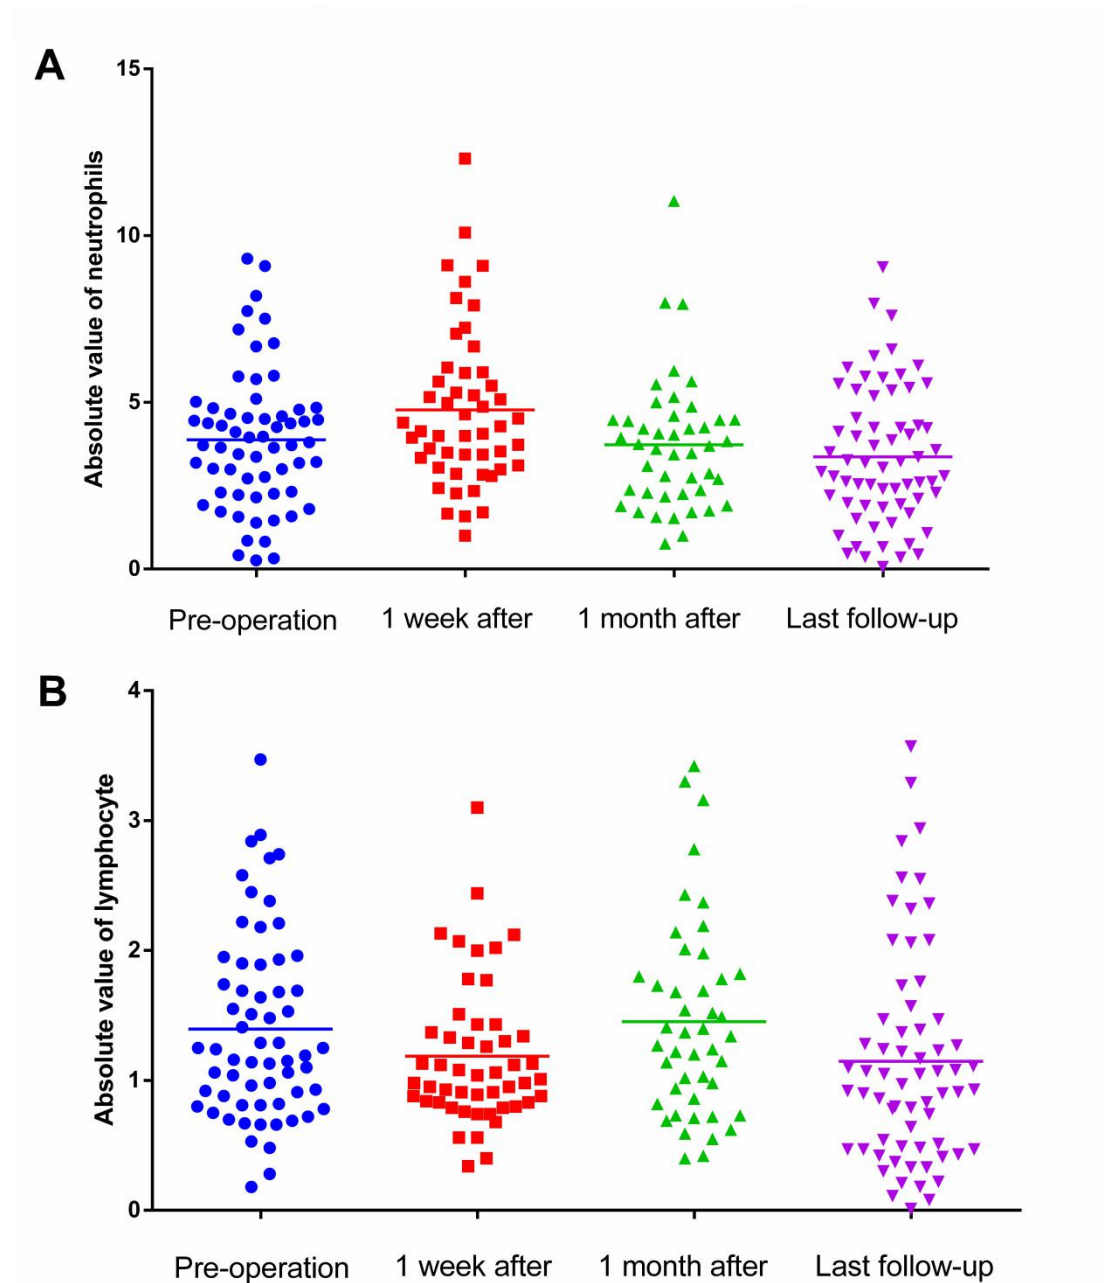 A
Absolute value of neutrophils
15
10
5
0
Pre-operation 1 week after 1 month after Last follow-up
B
Absolute value of lymphocyte
4
3
2
1
0
Pre-operation 1 week after 1 month after Last follow-up